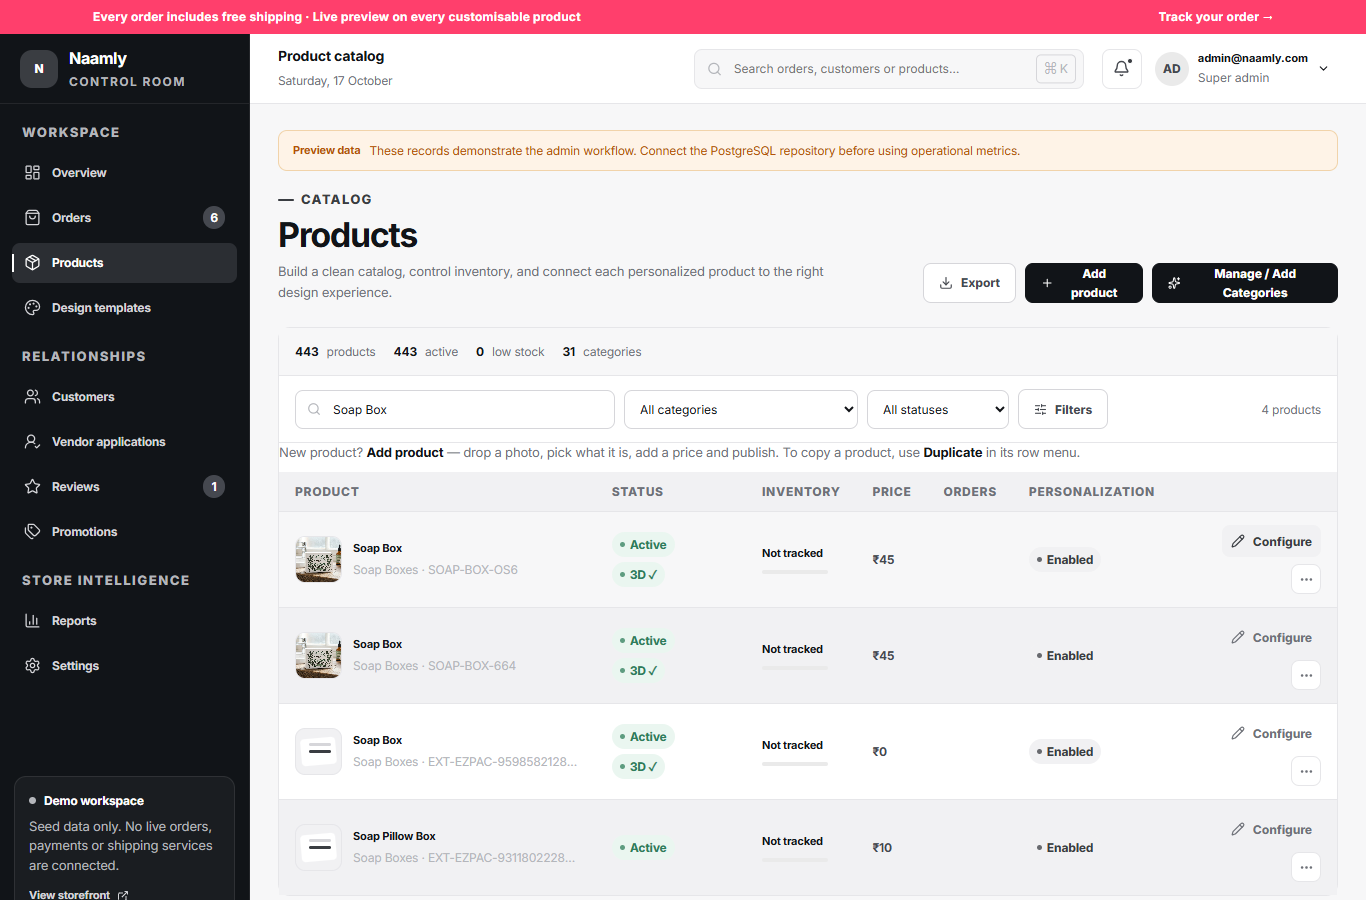 Every order includes free shipping · Live preview on every customisable product
Track your order →
N
Naamly
CONTROL ROOM
Product catalog
Saturday, 17 October
Search orders, customers or products...
⌘ K
AD
admin@naamly.com
Super admin
WORKSPACE
Overview
Orders
6
Products
Design templates
RELATIONSHIPS
Customers
Vendor applications
Reviews
1
Promotions
STORE INTELLIGENCE
Reports
Settings
Demo workspace
Seed data only. No live orders,
payments or shipping services
are connected.
View storefront
Preview data These records demonstrate the admin workflow. Connect the PostgreSQL repository before using operational metrics.
— CATALOG
Products
Build a clean catalog, control inventory, and connect each personalized product to the right
design experience.
Export
Add
product
Manage / Add
Categories
443 products 443 active 0 low stock 31 categories
Soap Box
All categories
All statuses
Filters
4 products
New product? Add product — drop a photo, pick what it is, add a price and publish. To copy a product, use Duplicate in its row menu.
PRODUCT STATUS INVENTORY PRICE ORDERS PERSONALIZATION
Soap Box
Soap Boxes · SOAP-BOX-OS6
Active
3D ✓
Not tracked
₹45
Enabled
Configure
...
Soap Box
Soap Boxes · SOAP-BOX-664
Active
3D ✓
Not tracked
₹45
Enabled
Configure
...
Soap Box
Soap Boxes · EXT-EZPAC-9598582128...
Active
3D ✓
Not tracked
₹0
Enabled
Configure
...
Soap Pillow Box
Soap Boxes · EXT-EZPAC-9311802228...
Active
Not tracked
₹10
Enabled
Configure
...